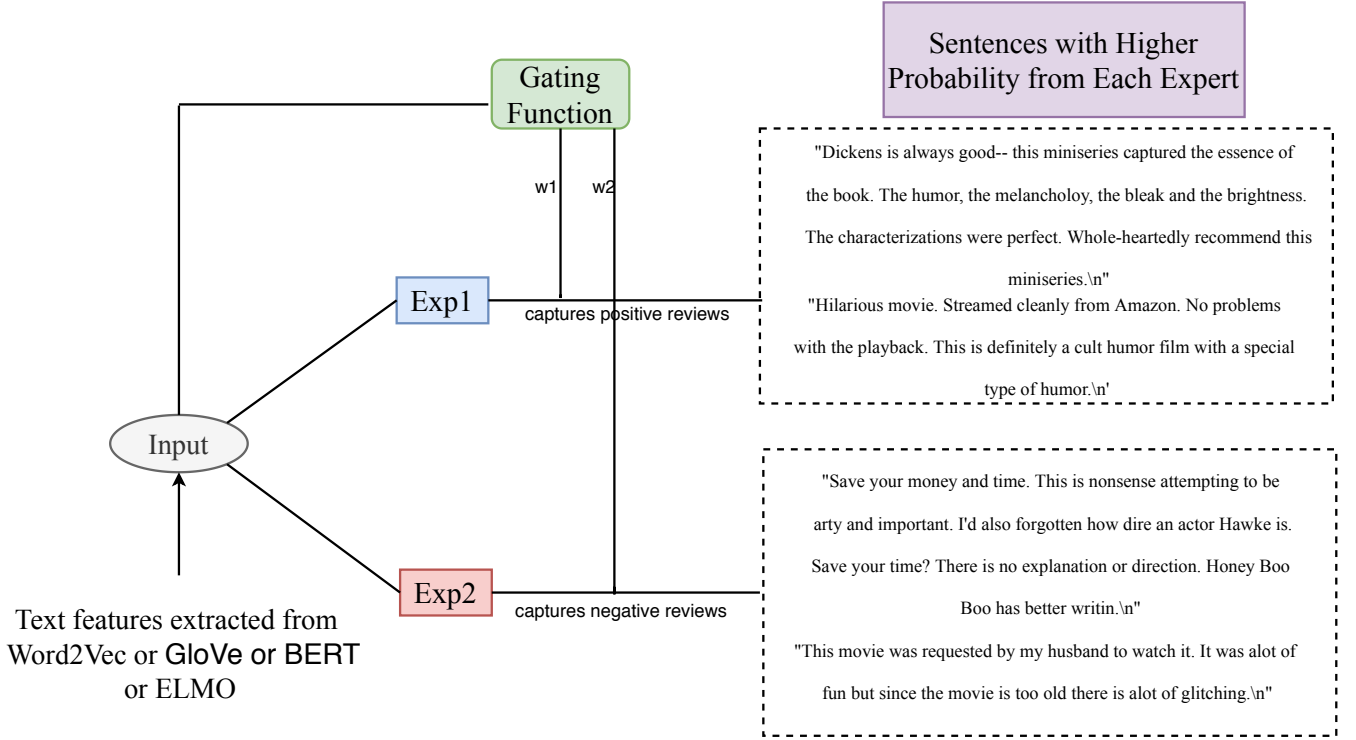 Sentences with Higher
Probability from Each Expert
Gating
Function
w1
w2
"Dickens is always good-- this miniseries captured the essence of
the book. The humor, the melancholoy, the bleak and the brightness.
The characterizations were perfect. Whole-heartedly recommend this
miniseries.\n"
"Hilarious movie. Streamed cleanly from Amazon. No problems
with the playback. This is definitely a cult humor film with a special
type of humor.\n'
Exp1
captures positive reviews
Input
Exp2
captures negative reviews
"Save your money and time. This is nonsense attempting to be
arty and important. I'd also forgotten how dire an actor Hawke is.
Save your time? There is no explanation or direction. Honey Boo
Boo has better writin.\n"
"This movie was requested by my husband to watch it. It was alot of
fun but since the movie is too old there is alot of glitching.\n"
Text features extracted from
Word2Vec or GloVe or BERT
or ELMO